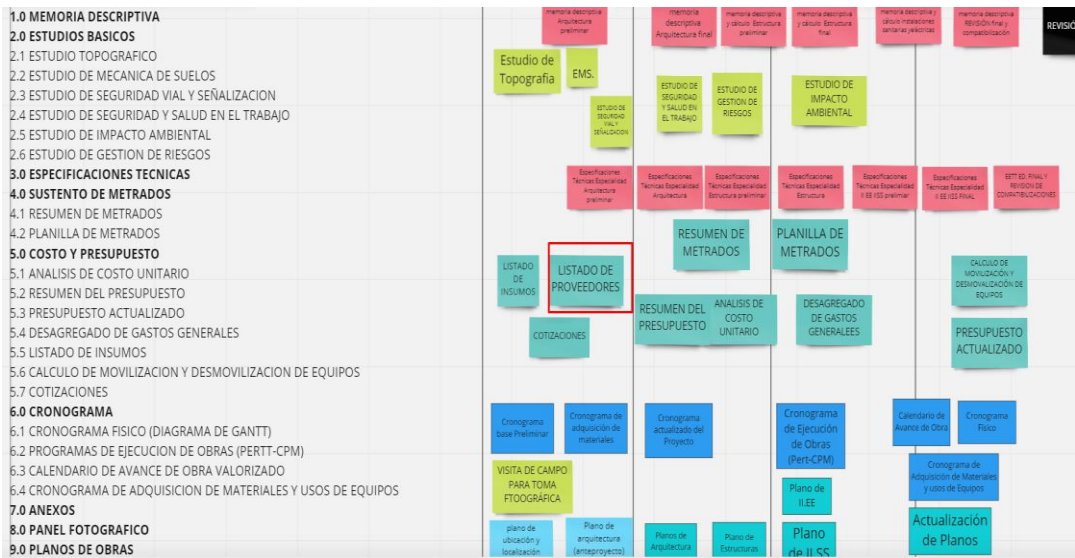 1.0 MEMORIA DESCRIPTIVA
2.0 ESTUDIOS BASICOS
2.1 ESTUDIO TOPOGRAFICO
2.2 ESTUDIO DE MECANICA DE SUELOS
2.3 ESTUDIO DE SEGURIDAD VIAL Y SEÑALIZACION
2.4 ESTUDIO DE SEGURIDAD Y SALUD EN EL TRABAJO
2.5 ESTUDIO DE IMPACTO AMBIENTAL
2.6 ESTUDIO DE GESTION DE RIESGOS
3.0 ESPECIFICACIONES TECNICAS
4.0 SUSTENTO DE METRADOS
4.1 RESUMEN DE METRADOS
4.2 PLANILLA DE METRADOS
5.0 COSTO Y PRESUPUESTO
5.1 ANALISIS DE COSTO UNITARIO
5.2 RESUMEN DEL PRESUPUESTO
5.3 PRESUPUESTO ACTUALIZADO
5.4 DESAGREGADO DE GASTOS GENERALES
5.5 LISTADO DE INSUMOS
5.6 CALCULO DE MOVILIZACION Y DESMOVILIZACION DE EQUIPOS
5.7 COTIZACIONES
6.0 CRONOGRAMA
6.1 CRONOGRAMA FISICO (DIAGRAMA DE GANTT)
6.2 PROGRAMAS DE EJECUCION DE OBRAS (PERTT-CPM)
6.3 CALENDARIO DE AVANCE DE OBRA VALORIZADO
6.4 CRONOGRAMA DE ADQUISICION DE MATERIALES Y USOS DE EQUIPOS
7.0 ANEXOS
8.0 PANEL FOTOGRAFICO
9.0 PLANOS DE OBRAS
memoria descriptiva
Arquitectura
preliminar
memoria
descriptiva
Arquitectura final
memoria descriptiva
y cálculo Estructura
preliminar
memoria descriptiva
y cálculo Estructura
final
memoria descriptiva y
cálculo instalaciones
sanitarias yeléctricas
memoria descriptiva
REVISIÓN final y
compatibilización
REVISIÓ
Estudio de
Topografia
EMS.
ESTUDIO DE
SEGURIDAD
VIAL Y
SEÑALIZACION
ESTUDIO DE
SEGURIDAD
Y SALUD EN
EL TRABAJO
ESTUDIO DE
GESTION DE
RIESGOS
ESTUDIO DE
IMPACTO
AMBIENTAL
Especificaciones
Técnicas Especialidad
Arquitectura
preliminar
Especificaciones
Técnicas Especialidad
Arquitectura
Especificaciones
Técnicas Especialidad
Estructura preliminar
Especificaciones
Técnicas Especialidad
Estructura
Especificaciones
Técnicas Especialidad
II EE IISS preliminar
Especificaciones
Técnicas Especialidad
II EE IISS FINAL
EETT ED. FINAL Y
REVISION DE
COMPATIBILIZACIONES
RESUMEN DE
METRADOS
PLANILLA DE
METRADOS
LISTADO
DE
INSUMOS
LISTADO DE
PROVEEDORES
CALCULO DE
MOVILIZACIÓN Y
DESMOVALIZACIÓN DE
EQUIPOS
COTIZACIONES
RESUMEN DEL
PRESUPUESTO
ANALISIS DE
COSTO
UNITARIO
DESAGREGADO
DE GASTOS
GENERALEES
PRESUPUESTO
ACTUALIZADO
Cronograma
base Preliminar
Cronograma de
adquisición de
materiales
Cronograma
actualizado del
Proyecto
Cronograma
de Ejecución
de Obras
(Pert-CPM)
Calendario de
Avance de Obra
Cronograma
Físico
VISITA DE CAMPO
PARA TOMA
FTOOGRÁFICA
Cronograma de
Adquisición de Materiales
y usos de Equipos
Plano de
II.EE
plano de
ubicación y
localización
Plano de
arquitectura
(anteproyecto)
Planos de
Arquitectura
Plano de
Estructuras
Plano
de II.SS
Actualización
de Planos